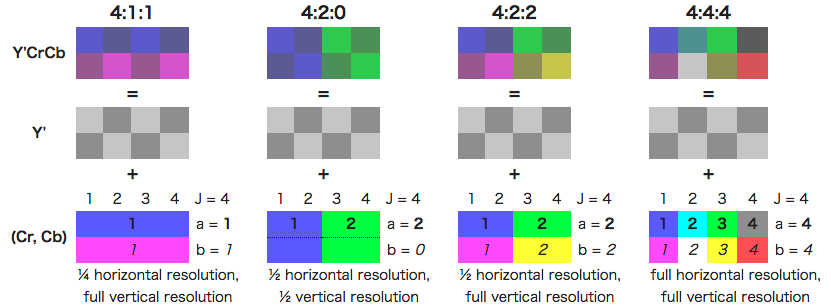 4:1:1 4:2:0 4:2:2 4:4:4
Y'CrCb
= = = =
Y'
+ + + +
1 2 3 4 J = 4 1 2 3 4 J = 4 1 2 3 4 J = 4 1 2 3 4 J = 4
(Cr, Cb)
1 a = 1 1 2 a = 2 1 2 a = 2 1 2 3 4 a = 4
1 b = 1 b = 0 1 2 b = 2 1 2 3 4 b = 4
¼ horizontal resolution, ½ horizontal resolution, ½ horizontal resolution, full horizontal resolution,
full vertical resolution ½ vertical resolution full vertical resolution full vertical resolution